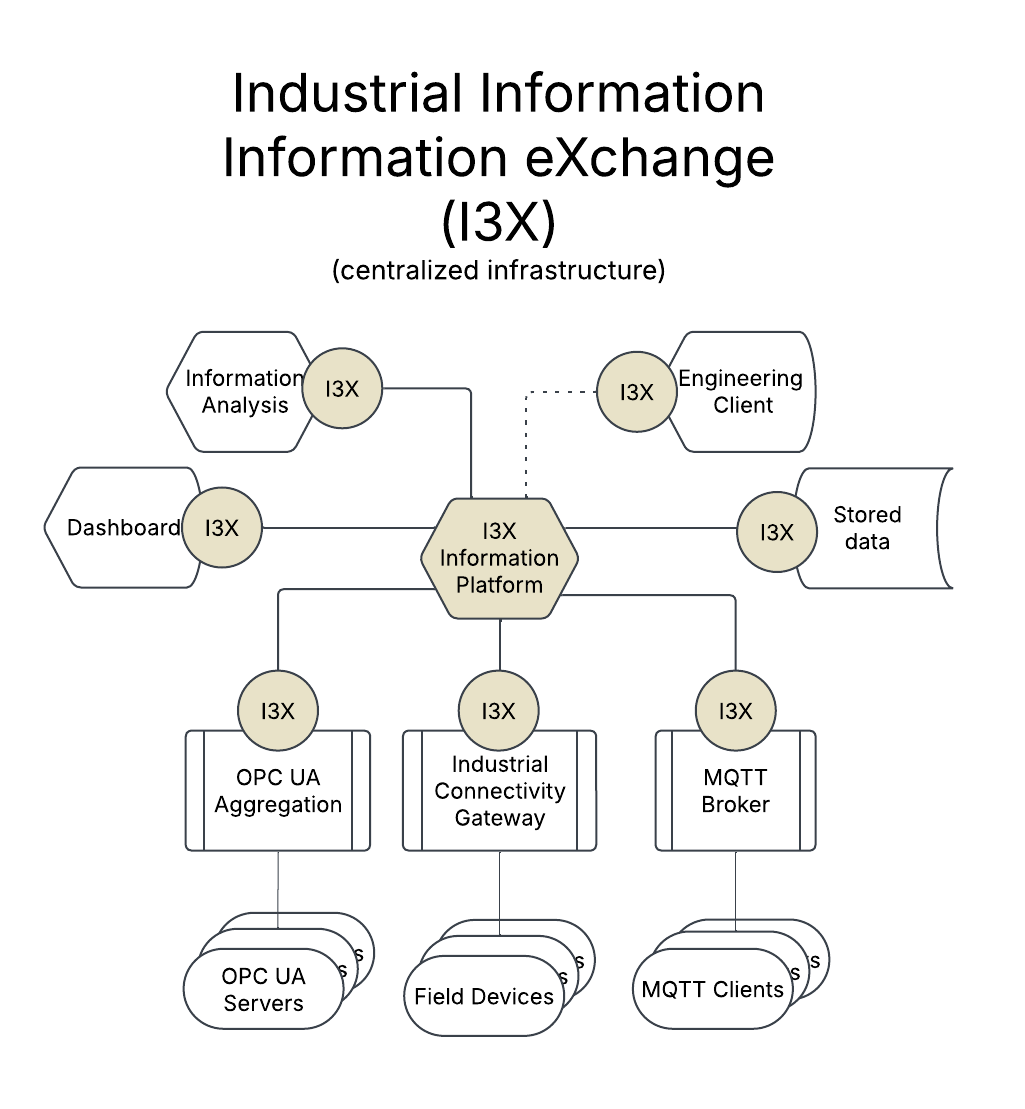 Industrial Information
Information eXchange
(I3X)
(centralized infrastructure)
Information
Analysis
I3X
I3X
Engineering
Client
Dashboard
I3X
I3X
Information
Platform
I3X
Stored
data
I3X
I3X
I3X
OPC UA
Aggregation
Industrial
Connectivity
Gateway
MQTT
Broker
s
s
OPC UA
Servers
s
s
Field Devices
s
s
MQTT Clients